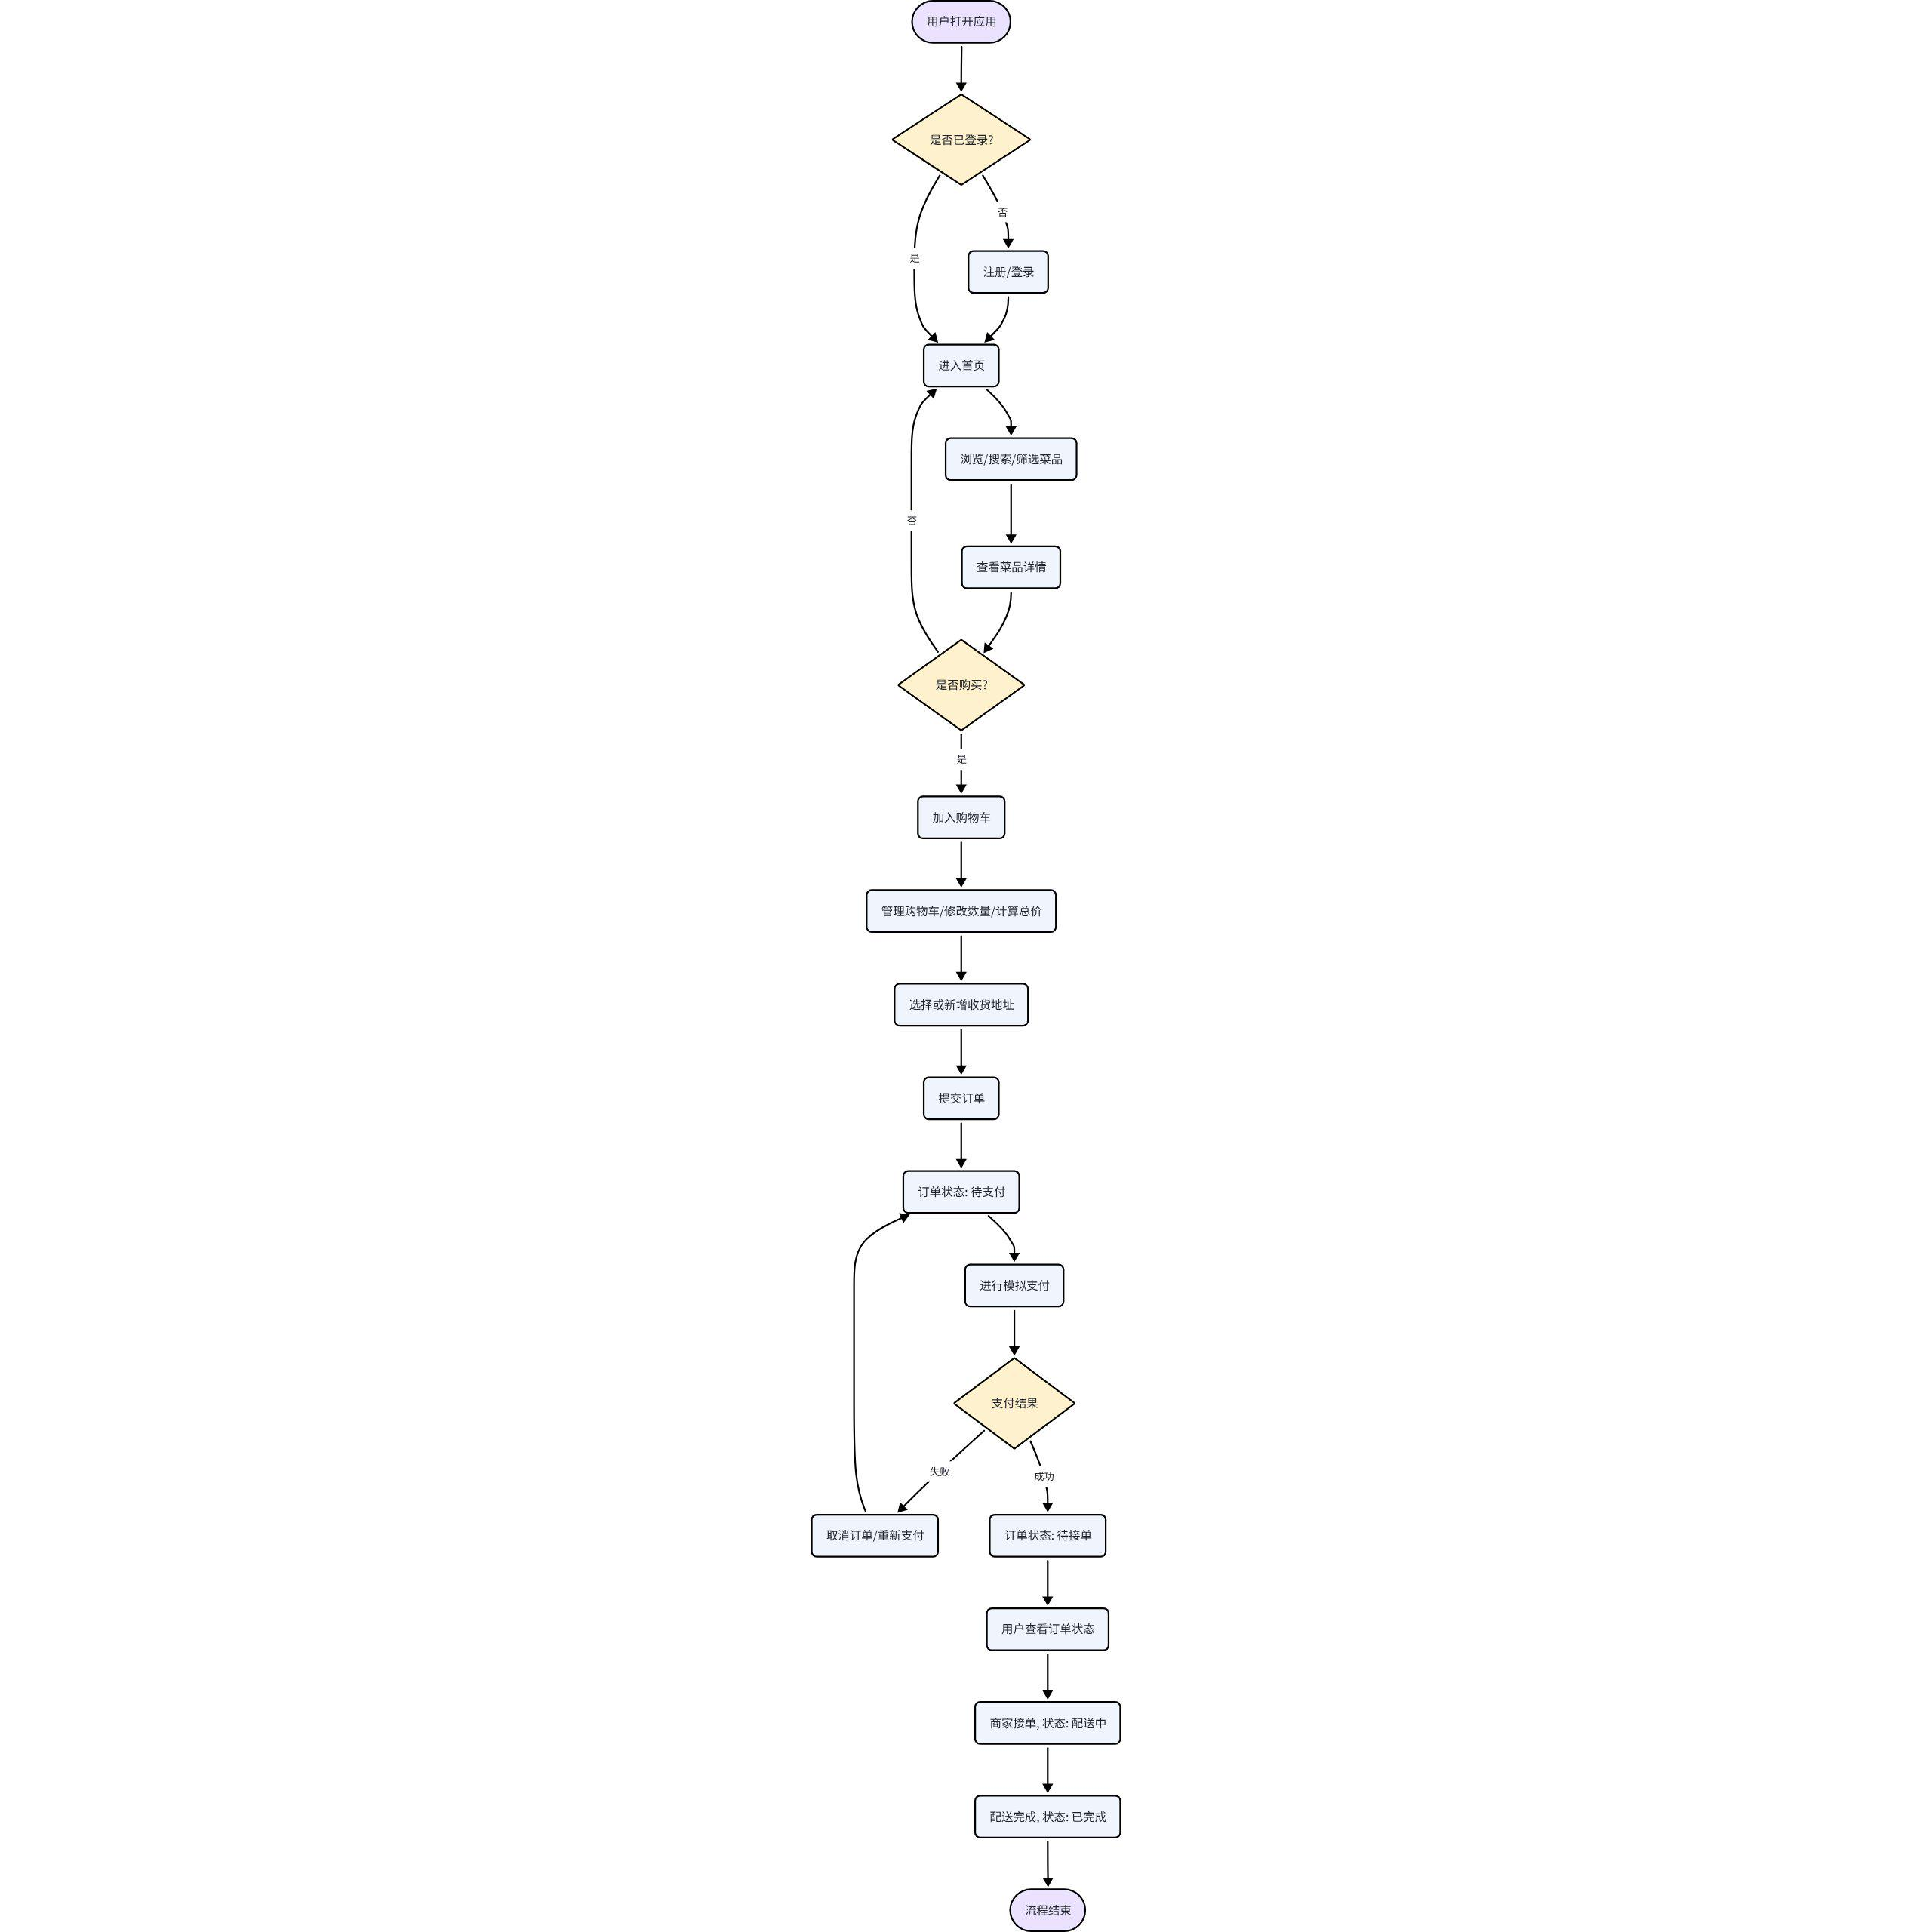 用户打开应用
是否已登录?
否
是
注册/登录
进入首页
浏览/搜索/筛选菜品
否
查看菜品详情
是否购买?
是
加入购物车
管理购物车/修改数量/计算总价
选择或新增收货地址
提交订单
订单状态: 待支付
进行模拟支付
支付结果
失败
成功
取消订单/重新支付
订单状态: 待接单
用户查看订单状态
商家接单, 状态: 配送中
配送完成, 状态: 已完成
流程结束